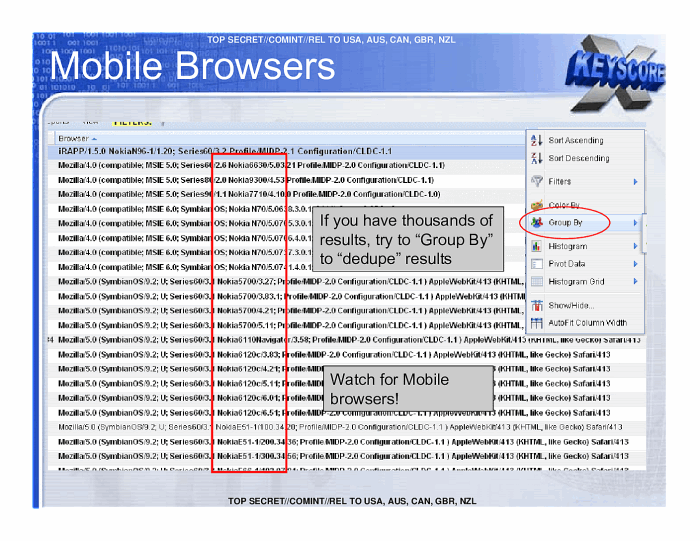 TOP SECRET//COMINT//REL TO USA, AUS, CAN, GBR, NZL
Mobile Browsers
KEYSCORE
FILTERS:
Browser
iRAPP/1.5.0 NokiaN96-1/1.20; Series60/3.2 Profile/MIDP-2.1 Configuration/CLDC-1.1
Mozilla/4.0 (compatible; MSIE 5.0; Series60/2.6 Nokia6630/5.03.21 Profile/MIDP-2.0 Configuration/CLDC-1.1)
Mozilla/4.0 (compatible; MSIE 5.0; Series80/2.0 Nokia9300/4.53 Profile/MIDP-2.0 Configuration/CLDC-1.1)
Mozilla/4.0 (compatible; MSIE 5.0; Series90/1.1 Nokia7710/4.10.0 Profile/MIDP-2.0 Configuration/CLDC-1.0)
Mozilla/4.0 (compatible; MSIE 6.0; Symbian OS; Nokia N70/5.0638.3.0.1
Mozilla/4.0 (compatible; MSIE 6.0; Symbian OS; Nokia N70/5.0705.3.0.1
Mozilla/4.0 (compatible; MSIE 6.0; Symbian OS; Nokia N70/5.0706.4.0.1
Mozilla/4.0 (compatible; MSIE 6.0; Symbian OS; Nokia N70/5.0737.3.0.1
Mozilla/4.0 (compatible; MSIE 6.0; Symbian OS; Nokia N70/5.0741.4.0.1
Mozilla/5.0 (SymbianOS/9.2; U; Series60/3.1 Nokia5700/3.27; Profile/MIDP-2.0 Configuration/CLDC-1.1 ) AppleWebKit/413 (KHTML,
Mozilla/5.0 (SymbianOS/9.2; U; Series60/3.1 Nokia5700/3.83.1; Profile/MIDP-2.0 Configuration/CLDC-1.1 ) AppleWebKit/413 (KHTML,
Mozilla/5.0 (SymbianOS/9.2; U; Series60/3.1 Nokia5700/4.21; Profile/MIDP-2.0 Configuration/CLDC-1.1 ) AppleWebKit/413 (KHTML,
Mozilla/5.0 (SymbianOS/9.2; U; Series60/3.1 Nokia5700/5.11; Profile/MIDP-2.0 Configuration/CLDC-1.1 ) AppleWebKit/413 (KHTML,
Mozilla/5.0 (SymbianOS/9.2; U; Series60/3.1 Nokia6110Navigator/3.58; Profile/MIDP-2.0 Configuration/CLDC-1.1 ) AppleWebKit/413 (KHTML, like Gecko) Safari/413
Mozilla/5.0 (SymbianOS/9.2; U; Series60/3.1 Nokia6120c/3.83; Profile/MIDP-2.0 Configuration/CLDC-1.1 ) AppleWebKit/413 (KHTML, like Gecko) Safari/413
Mozilla/5.0 (SymbianOS/9.2; U; Series60/3.1 Nokia6120c/4.21; Profile/MIDP (KHTML, like Gecko) Safari/413
Mozilla/5.0 (SymbianOS/9.2; U; Series60/3.1 Nokia6120c/5.11; Profile/MIDP (KHTML, like Gecko) Safari/413
Mozilla/5.0 (SymbianOS/9.2; U; Series60/3.1 Nokia6120c/6.01; Profile/MIDP (KHTML, like Gecko) Safari/413
Mozilla/5.0 (SymbianOS/9.2; U; Series60/3.1 Nokia6120c/6.51; Profile/MIDP-2.0 Configuration/CLDC-1.1 ) AppleWebKit/413 (KHTML, like Gecko) Safari/413
Mozilla/5.0 (SymbianOS/9.2; U; Series60/3.1 NokiaE51-1/100.34.20; Profile/MIDP-2.0 Configuration/CLDC-1.1 ) AppleWebKit/413 (KHTML, like Gecko) Safari/413
Mozilla/5.0 (SymbianOS/9.2; U; Series60/3.1 NokiaE51-1/200.34.36; Profile/MIDP-2.0 Configuration/CLDC-1.1 ) AppleWebKit/413 (KHTML, like Gecko) Safari/413
Mozilla/5.0 (SymbianOS/9.2; U; Series60/3.1 NokiaE51-1/300.34.56; Profile/MIDP-2.0 Configuration/CLDC-1.1 ) AppleWebKit/413 (KHTML, like Gecko) Safari/413
If you have thousands of
results, try to “Group By”
to “dedupe” results
Watch for Mobile
browsers!
Sort Ascending
Sort Descending
Filters
Color By
Group By
Histogram
Pivot Data
Histogram Grid
Show/Hide...
AutoFit Column Width
TOP SECRET//COMINT//REL TO USA, AUS, CAN, GBR, NZL